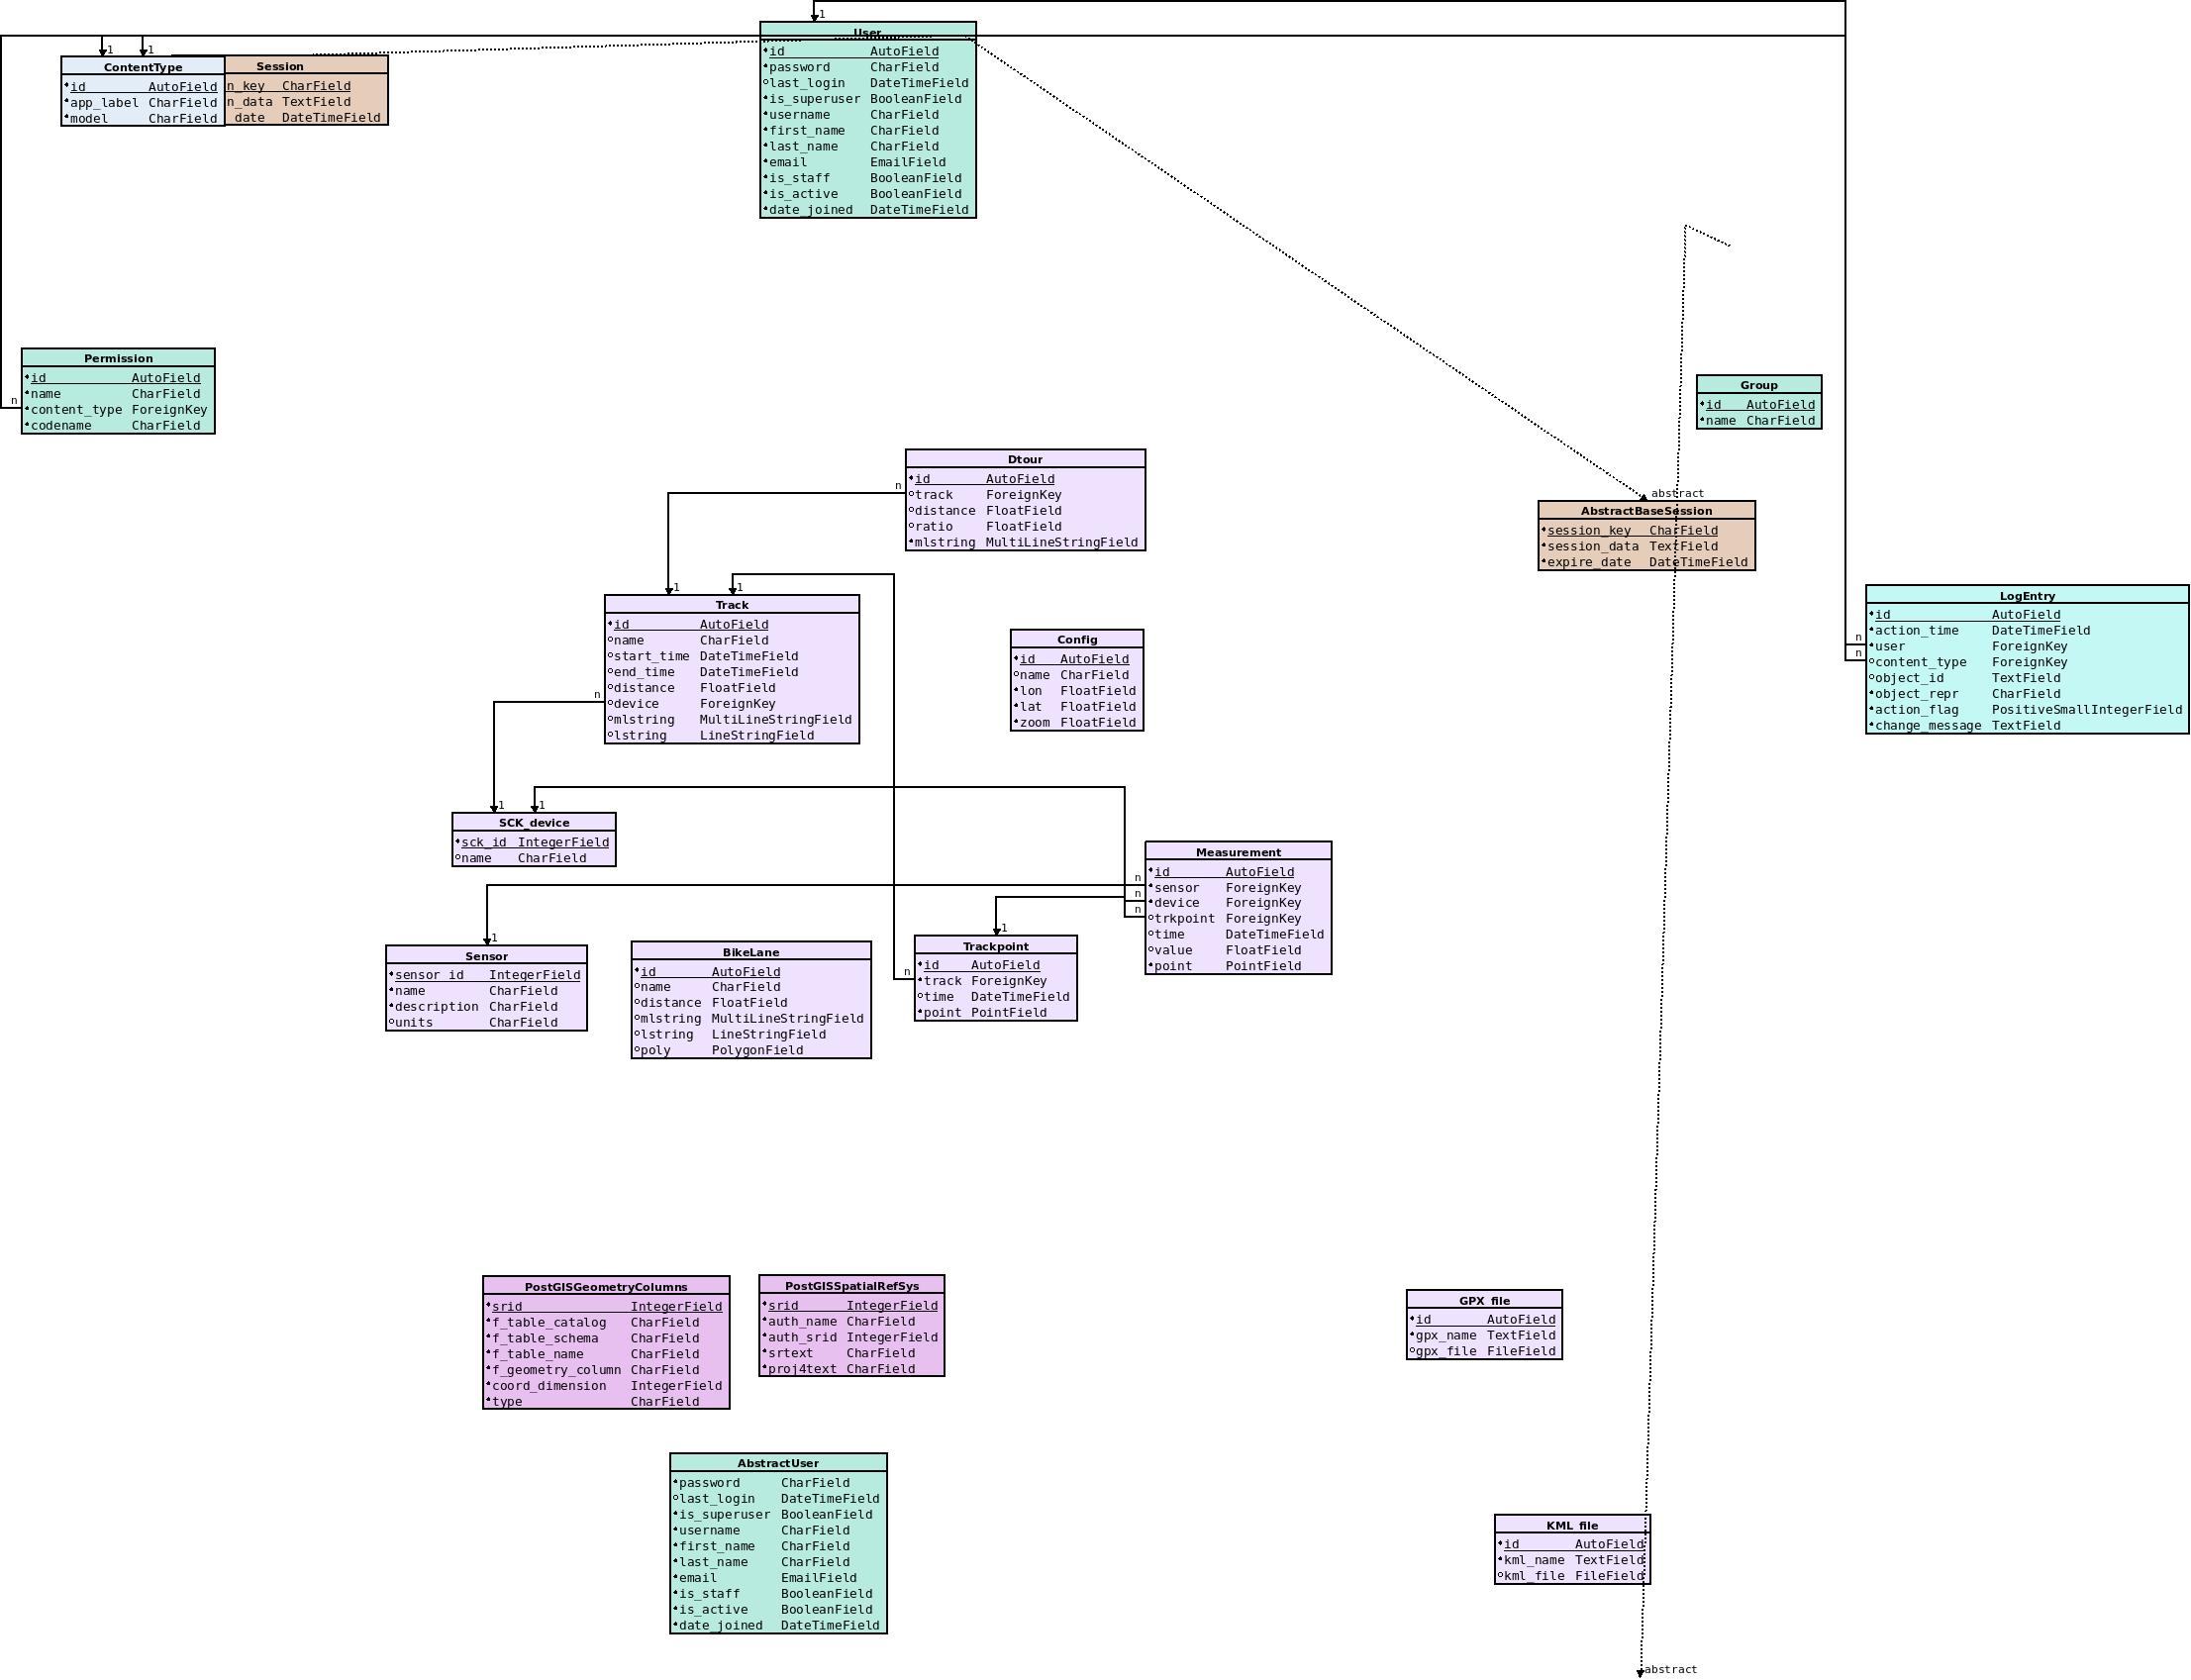 1
User
id AutoField
password CharField
last_login DateTimeField
is_superuser BooleanField
username CharField
first_name CharField
last_name CharField
email EmailField
is_staff BooleanField
is_active BooleanField
date_joined DateTimeField
1 1
ContentType
id AutoField
app_label CharField
model CharField
Session
n_key CharField
n_data TextField
_date DateTimeField
Permission
id AutoField
name CharField
content_type ForeignKey
codename CharField
n
Group
id AutoField
name CharField
Dtour
id AutoField
track ForeignKey
distance FloatField
ratio FloatField
mlstring MultiLineStringField
n
abstract
AbstractBaseSession
session_key CharField
session_data TextField
expire_date DateTimeField
1 1
Track
id AutoField
name CharField
start_time DateTimeField
end_time DateTimeField
distance FloatField
device ForeignKey
mlstring MultiLineStringField
lstring LineStringField
n
Config
id AutoField
name CharField
lon FloatField
lat FloatField
zoom FloatField
LogEntry
id AutoField
action_time DateTimeField
user ForeignKey
content_type ForeignKey
object_id TextField
object_repr CharField
action_flag PositiveSmallIntegerField
change_message TextField
n
n
1 1
SCK_device
sck_id IntegerField
name CharField
Measurement
id AutoField
sensor ForeignKey
device ForeignKey
trkpoint ForeignKey
time DateTimeField
value FloatField
point PointField
n
n
n
1
Sensor
sensor_id IntegerField
name CharField
description CharField
units CharField
BikeLane
id AutoField
name CharField
distance FloatField
mlstring MultiLineStringField
lstring LineStringField
poly PolygonField
1
Trackpoint
id AutoField
track ForeignKey
time DateTimeField
point PointField
n
PostGISGeometryColumns
srid IntegerField
f_table_catalog CharField
f_table_schema CharField
f_table_name CharField
f_geometry_column CharField
coord_dimension IntegerField
type CharField
PostGISSpatialRefSys
srid IntegerField
auth_name CharField
auth_srid IntegerField
srtext CharField
proj4text CharField
GPX_file
id AutoField
gpx_name TextField
gpx_file FileField
AbstractUser
password CharField
last_login DateTimeField
is_superuser BooleanField
username CharField
first_name CharField
last_name CharField
email EmailField
is_staff BooleanField
is_active BooleanField
date_joined DateTimeField
KML_file
id AutoField
kml_name TextField
kml_file FileField
abstract